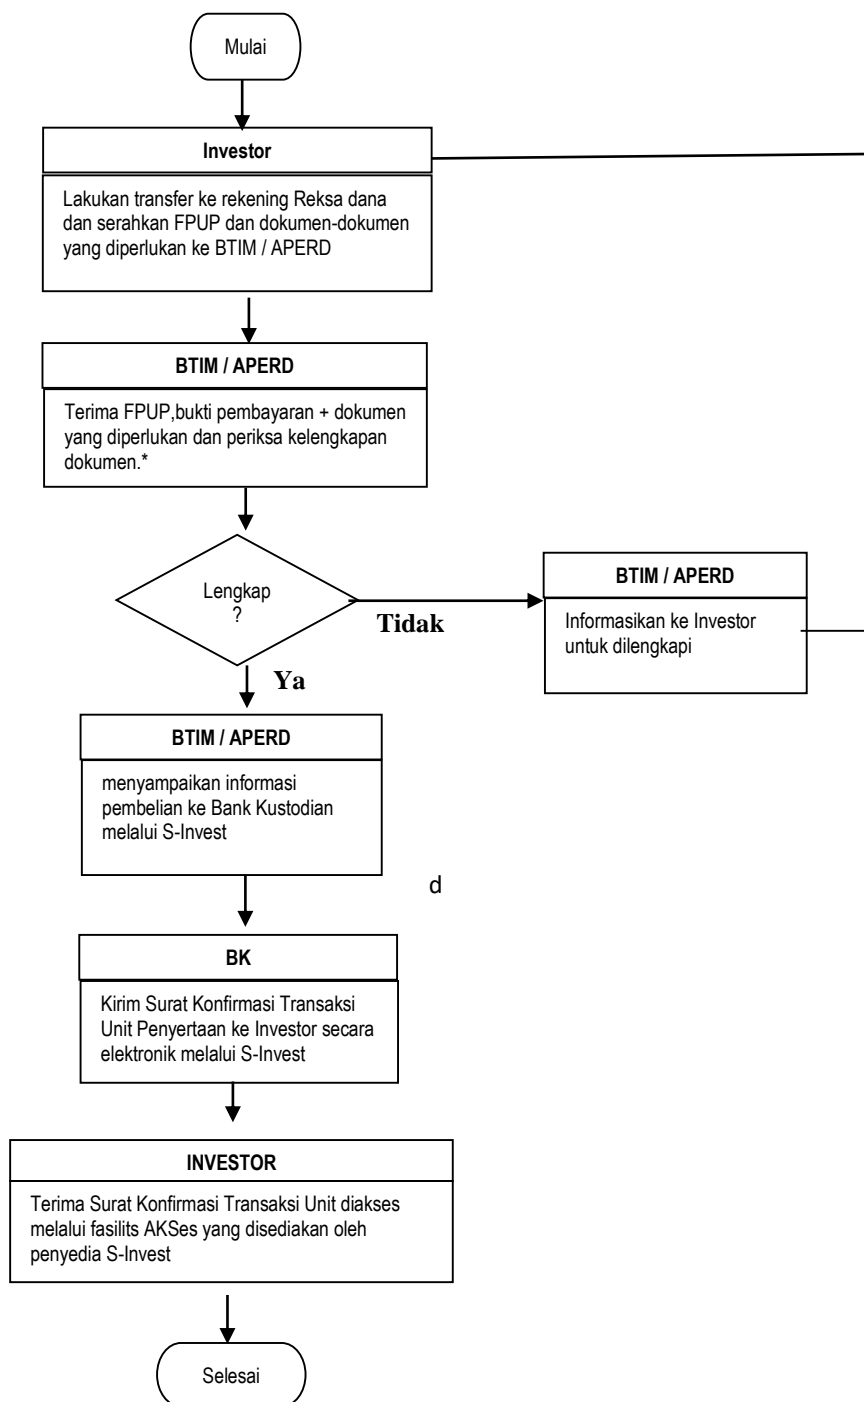 Mulai
Investor
Lakukan transfer ke rekening Reksa dana
dan serahkan FPUP dan dokumen-dokumen
yang diperlukan ke BTIM / APERD
BTIM / APERD
Terima FPUP,bukti pembayaran + dokumen
yang diperlukan dan periksa kelengkapan
dokumen.*
Lengkap
?
Tidak
BTIM / APERD
Informasikan ke Investor
untuk dilengkapi
Ya
BTIM / APERD
menyampaikan informasi
pembelian ke Bank Kustodian
melalui S-Invest
d
BK
Kirim Surat Konfirmasi Transaksi
Unit Penyertaan ke Investor secara
elektronik melalui S-Invest
INVESTOR
Terima Surat Konfirmasi Transaksi Unit diakses
melalui fasilits AKSes yang disediakan oleh
penyedia S-Invest
Selesai